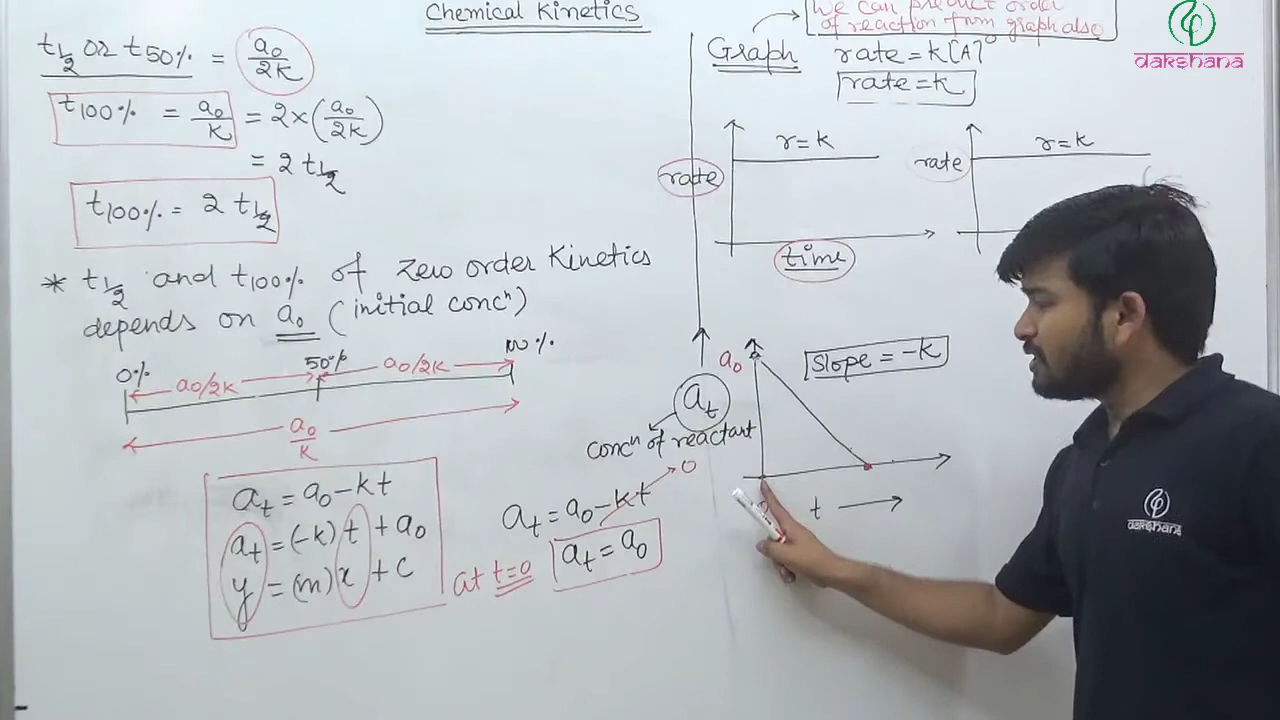 Chemical Kinetics
t½ or t50% = a₀/2K
t100% = a₀/K = 2×(a₀/2K)
= 2 t½
t100% = 2 t½
* t½ and t100% of Zero order Kinetics
depends on a₀ (initial concⁿ)
0% 50% 100%
a₀/2K a₀/2K
a₀/K
aₜ = a₀ - kt
aₜ = (-k) t + a₀
y = (m) x + c
aₜ = a₀ - kt 0
at t=0 aₜ = a₀
We can predict order
of reaction from graph also
Graph rate = K[A]⁰
rate = K
r = k
rate
time
r = k
rate
a₀
Slope = -K
aₜ
concⁿ of reactart
t
dakshana
dakshana